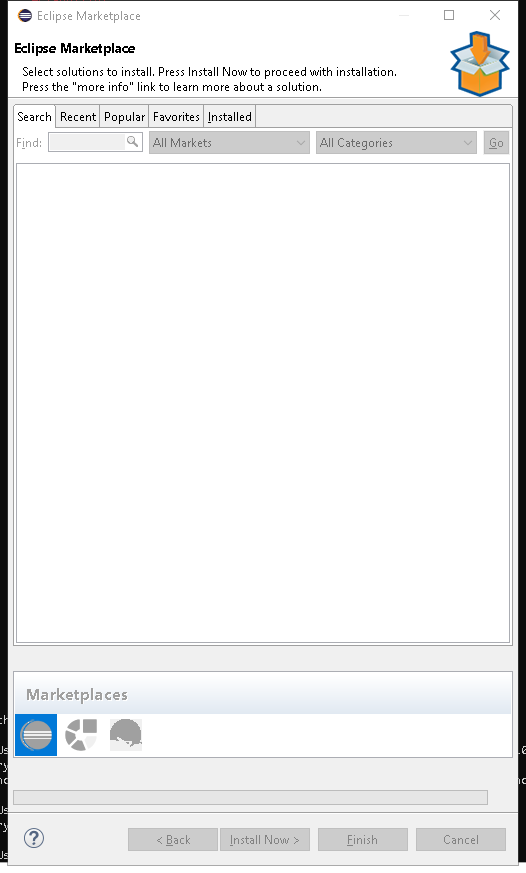 Eclipse Marketplace
Eclipse Marketplace
Select solutions to install. Press Install Now to proceed with installation.
Press the "more info" link to learn more about a solution.
Search Recent Popular Favorites Installed
Find: All Markets All Categories Go
Marketplaces
? < Back Install Now > Finish Cancel